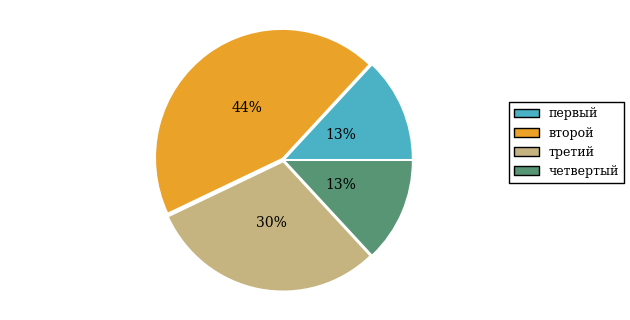 44%
13%
13%
30%
первый
второй
третий
четвертый